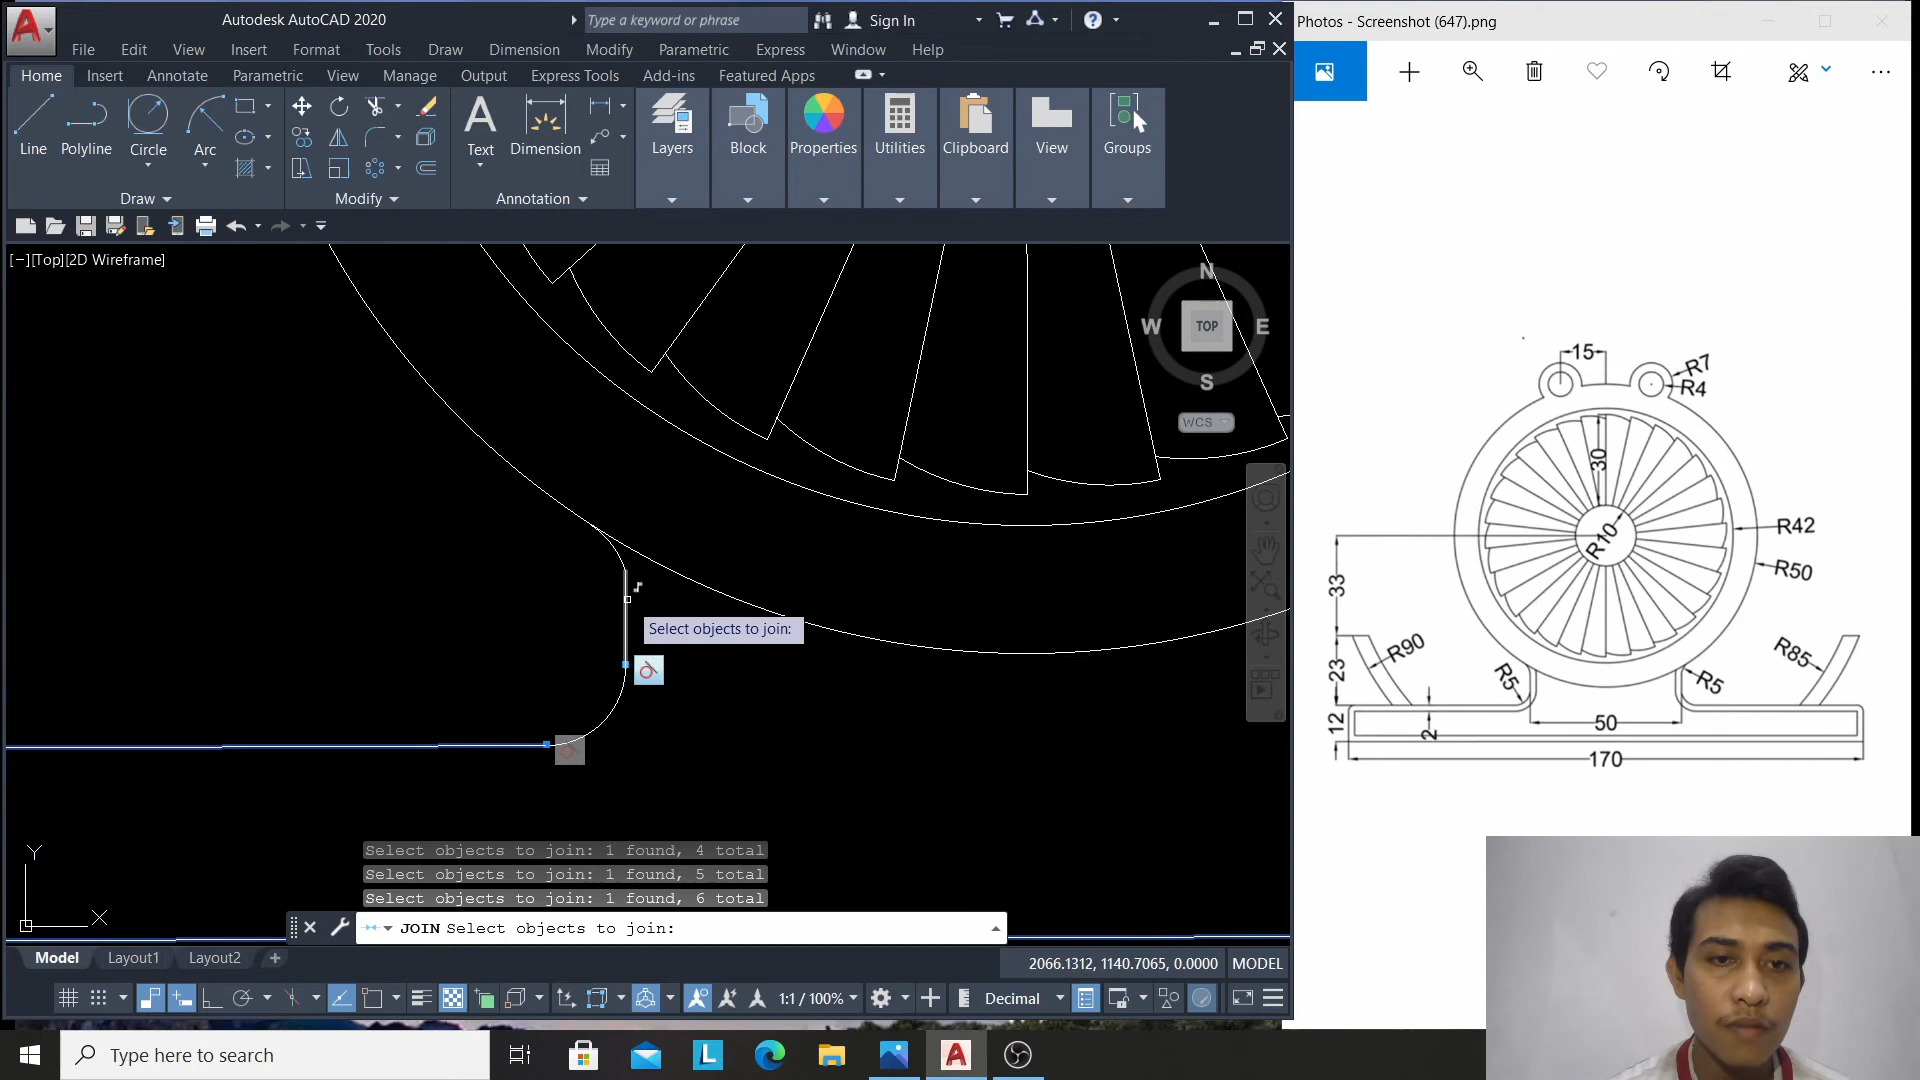 Autodesk AutoCAD 2020
Type a keyword or phrase
Sign In
Photos - Screenshot (647).png
File Edit View Insert Format Tools Draw Dimension Modify Parametric Express Window Help
Home Insert Annotate Parametric View Manage Output Express Tools Add-ins Featured Apps
Line Polyline Circle Arc
Text Dimension
Layers Block Properties Utilities Clipboard View Groups
Draw Modify Annotation
[−][Top][2D Wireframe]
N
W TOP E
S
WCS
Select objects to join:
Y
X
Select objects to join: 1 found, 4 total
Select objects to join: 1 found, 5 total
Select objects to join: 1 found, 6 total
JOIN Select objects to join:
Model Layout1 Layout2
2066.1312, 1140.7065, 0.0000 MODEL
1:1 / 100% Decimal
15
R7
R4
30
R10
R42
R50
33
R90
R85
23
R5
R5
12
2
50
170
Type here to search